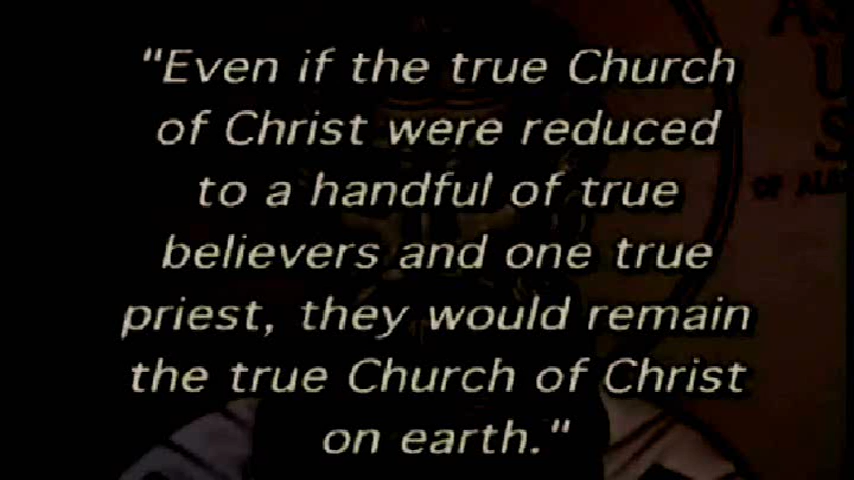 "Even if the true Church
of Christ were reduced
to a handful of true
believers and one true
priest, they would remain
the true Church of Christ
on earth."